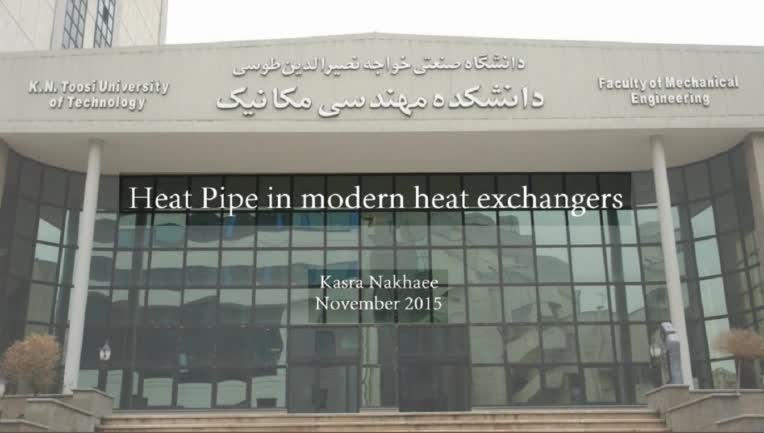 دانشگاه صنعتی خواجه نصیرالدین طوسی
K. N. Toosi University
of Technology
دانشکده مهندسی مکانیک
Faculty of Mechanical
Engineering
Heat Pipe in modern heat exchangers
Kasra Nakhaee
November 2015